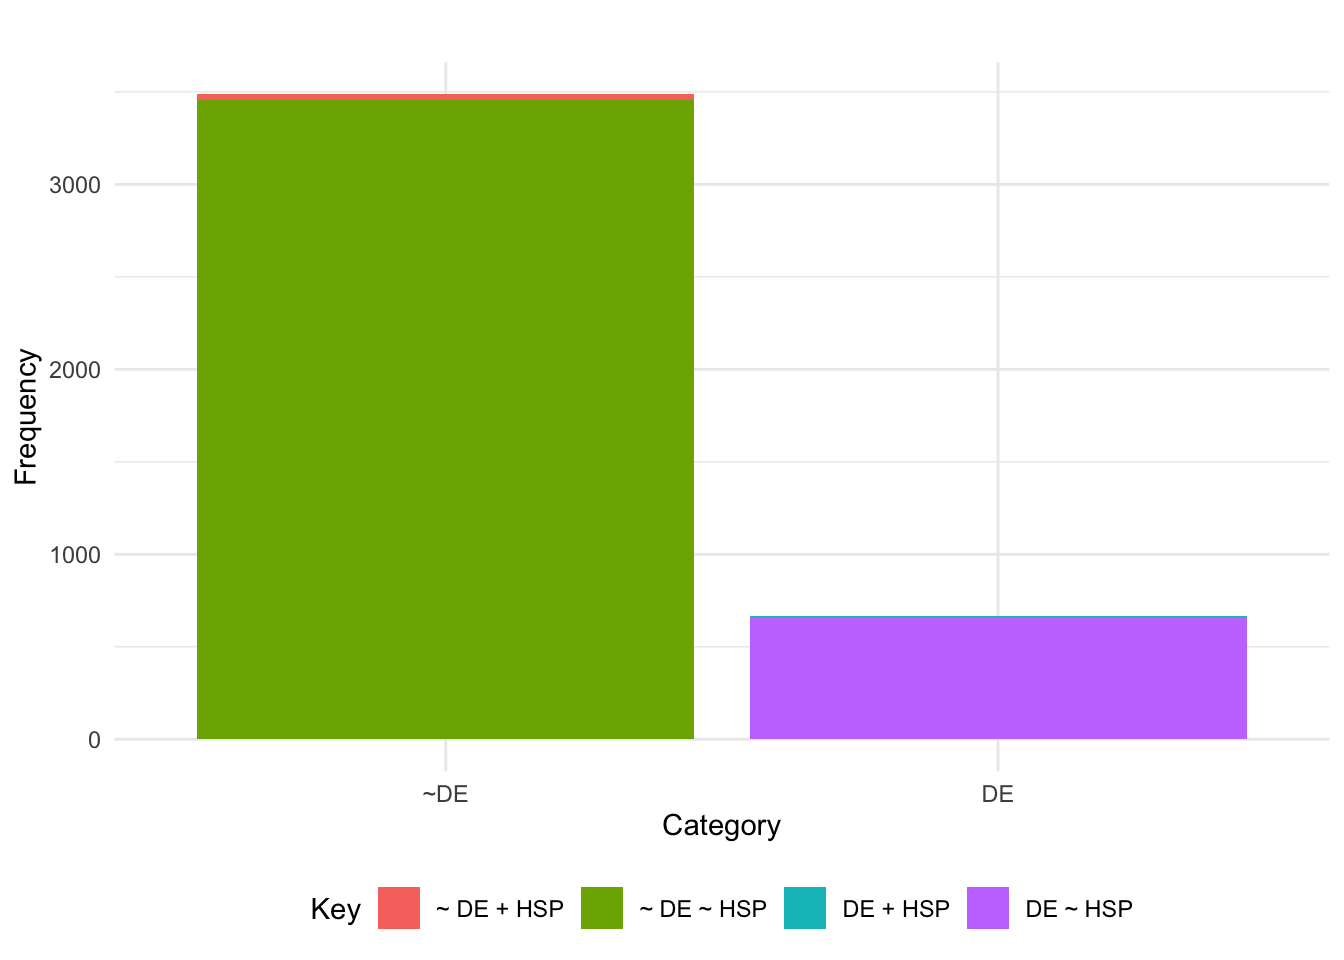 3000
2000
1000
0
Frequency
~DE DE
Category
Key ~ DE + HSP ~ DE ~ HSP DE + HSP DE ~ HSP